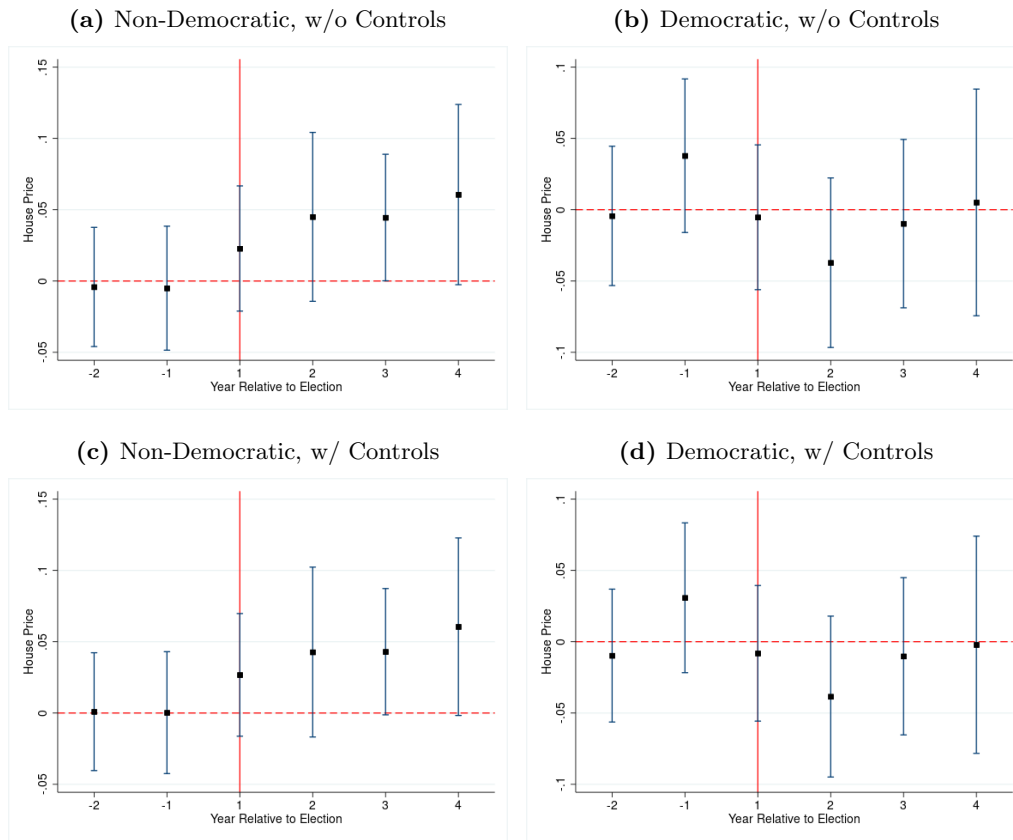 (a) Non-Democratic, w/o Controls
.15
.1
.05
0
-.05
House Price
-2 -1 1 2 3 4
Year Relative to Election
(b) Democratic, w/o Controls
.1
.05
0
-.05
-.1
House Price
-2 -1 1 2 3 4
Year Relative to Election
(c) Non-Democratic, w/ Controls
.15
.1
.05
0
-.05
House Price
-2 -1 1 2 3 4
Year Relative to Election
(d) Democratic, w/ Controls
.1
.05
0
-.05
-.1
House Price
-2 -1 1 2 3 4
Year Relative to Election